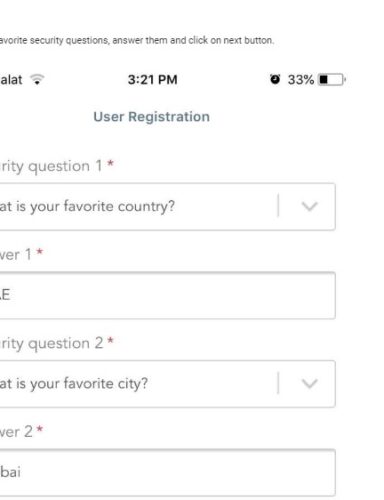 avorite security questions, answer them and click on next button.
alat 3:21 PM 33%
User Registration
rity question 1 *
at is your favorite country?
ver 1 *
E
rity question 2 *
at is your favorite city?
ver 2 *
bai